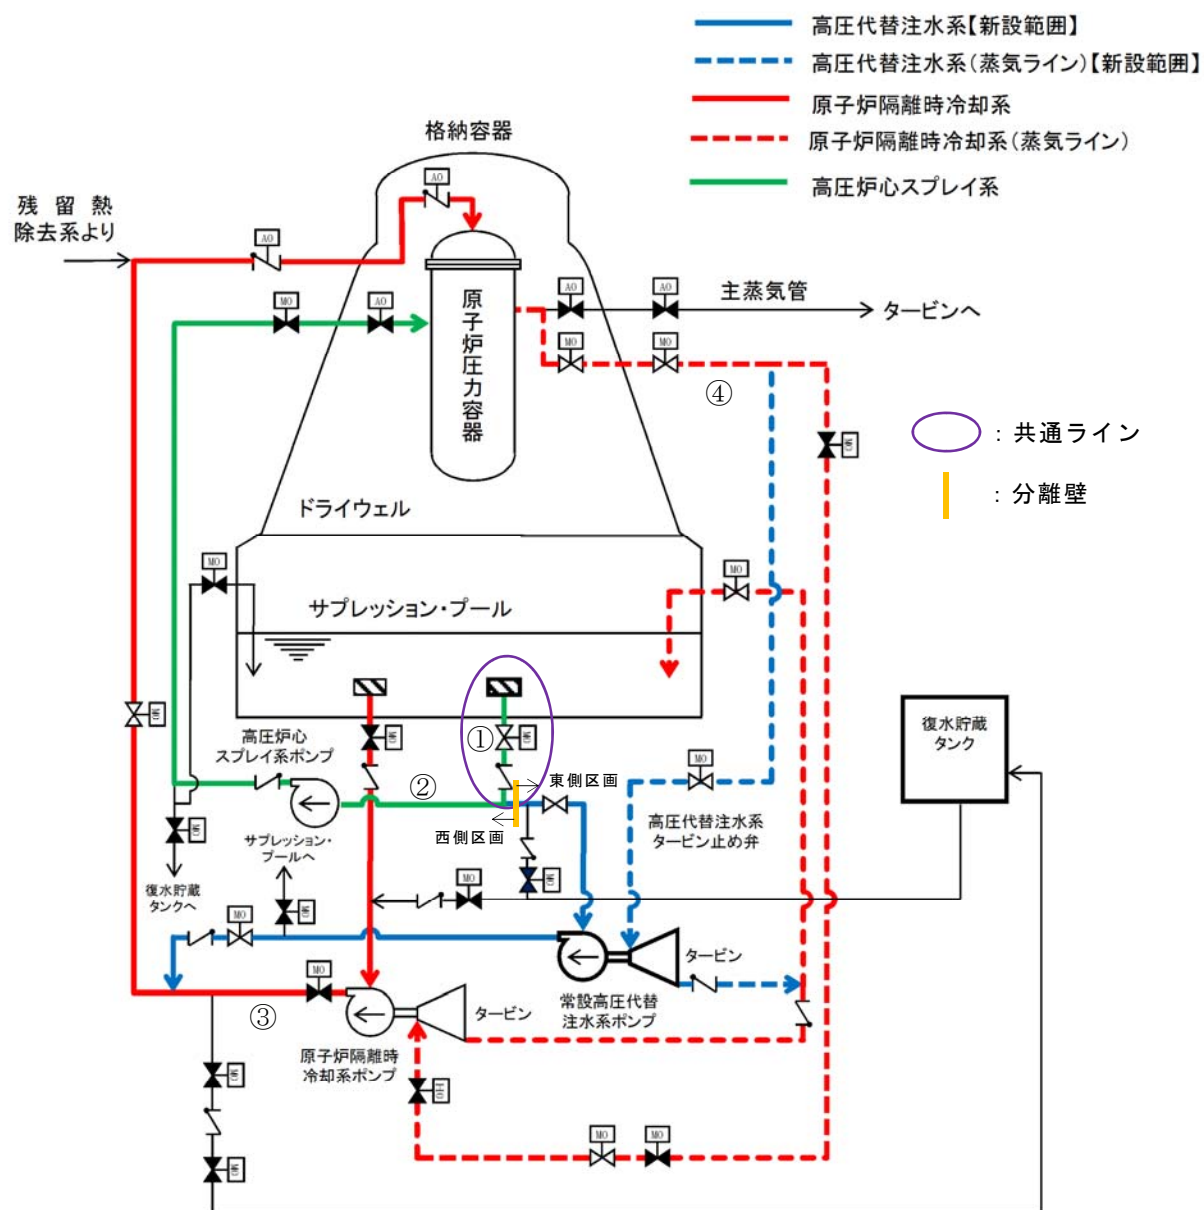 高圧代替注水系【新設範囲】
高圧代替注水系(蒸気ライン)【新設範囲】
原子炉隔離時冷却系
原子炉隔離時冷却系(蒸気ライン)
高圧炉心スプレイ系
格納容器
AO
残留熱
除去系より
AO
原子炉圧力容器
MO
AO
AO
AO
主蒸気管
タービンへ
MO
MO
④
MO
:共通ライン
:分離壁
ドライウェル
MO
MO
サプレッション・プール
MO
高圧炉心
スプレイ系ポンプ
MO
①
MO
復水貯蔵
タンク
MO
②
東側区画
西側区画
高圧代替注水系
タービン止め弁
MO
サプレッション・
プールへ
MO
MO
復水貯蔵
タンクへ
MO
MO
タービン
常設高圧代替
注水系ポンプ
MO
③
タービン
原子炉隔離時
冷却系ポンプ
MO
HO
MO
MO
MO